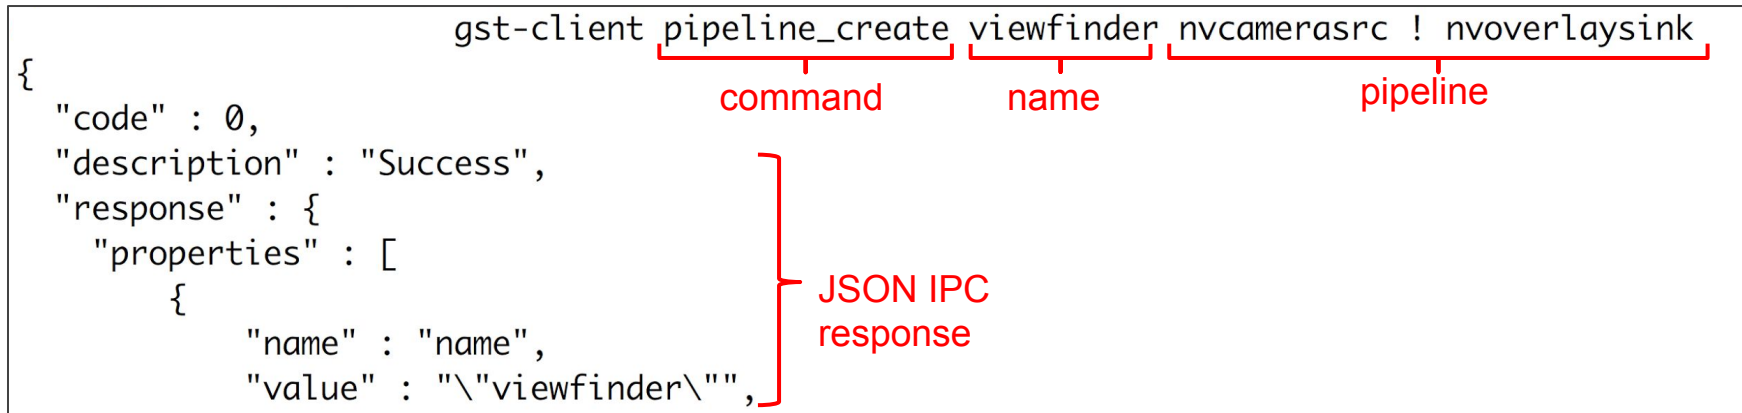 gst-client pipeline_create viewfinder nvcamerasrc ! nvoverlaysink
command name pipeline
{
"code" : 0,
"description" : "Success",
"response" : {
"properties" : [
{
"name" : "name",
"value" : "\"viewfinder\"",
JSON IPC
response